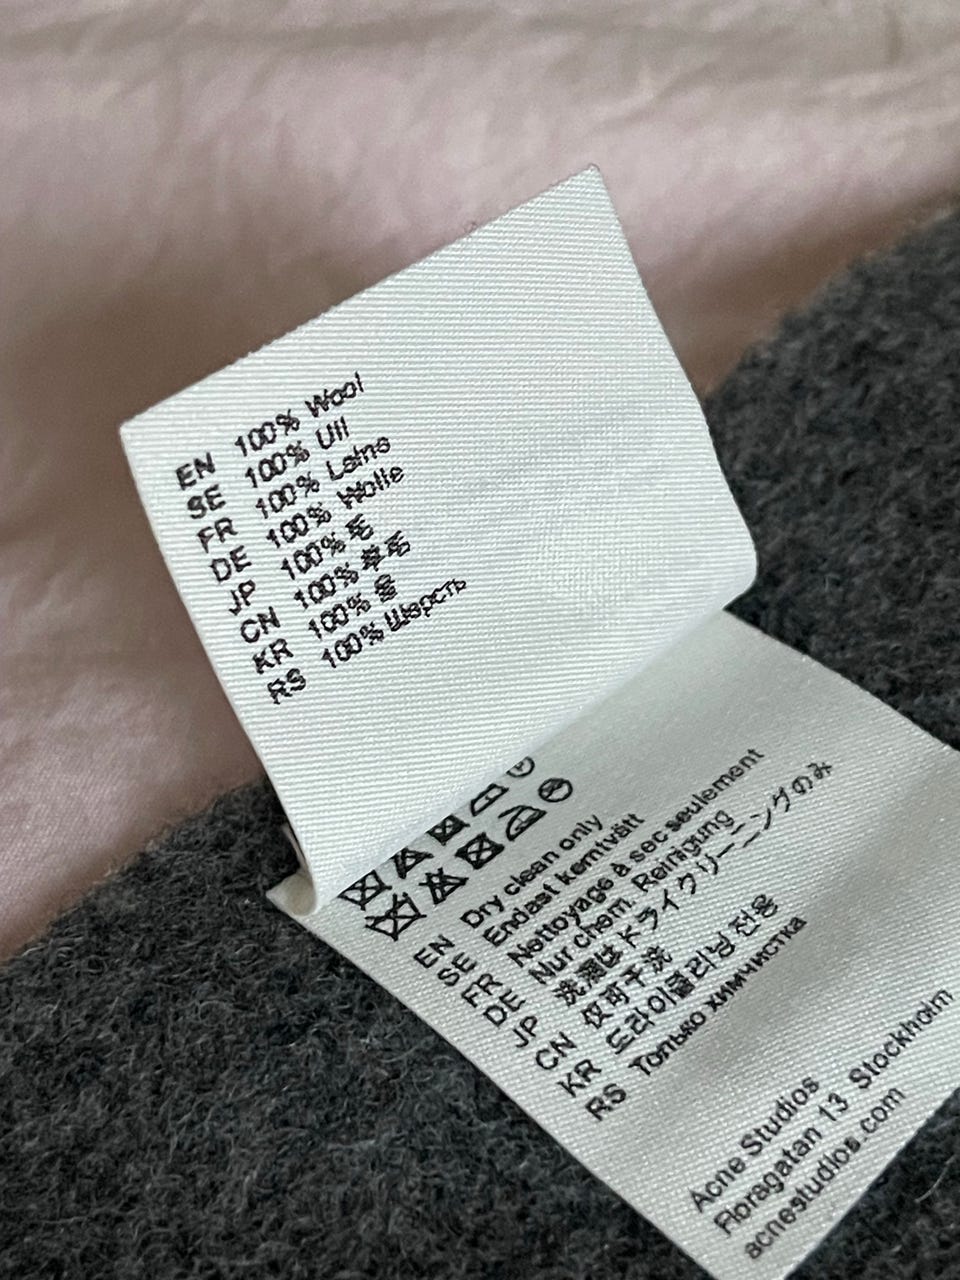 EN 100% Wool
SE 100% Ull
FR 100% Laine
DE 100% Wolle
JP 100% 毛
CN 100% 羊毛
KR 100% 울
RS 100% Шерсть
EN Dry clean only
SE Endast kemtvätt
FR Nettoyage à sec seulement
DE Nur chem. Reinigung
JP 洗濯はドライクリーニングのみ
CN 仅可干洗
KR 드라이클리닝 전용
RS Только химчистка
Acne Studios
Floragatan 13 Stockholm
acnestudios.com